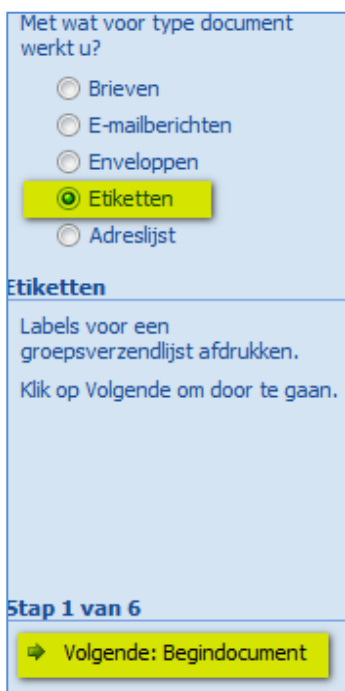 Met wat voor type document
werkt u?
Brieven
E-mailberichten
Enveloppen
Etiketten
Adreslijst
Etiketten
Labels voor een
groepsverzendlijst afdrukken.
Klik op Volgende om door te gaan.
Stap 1 van 6
Volgende: Begindocument